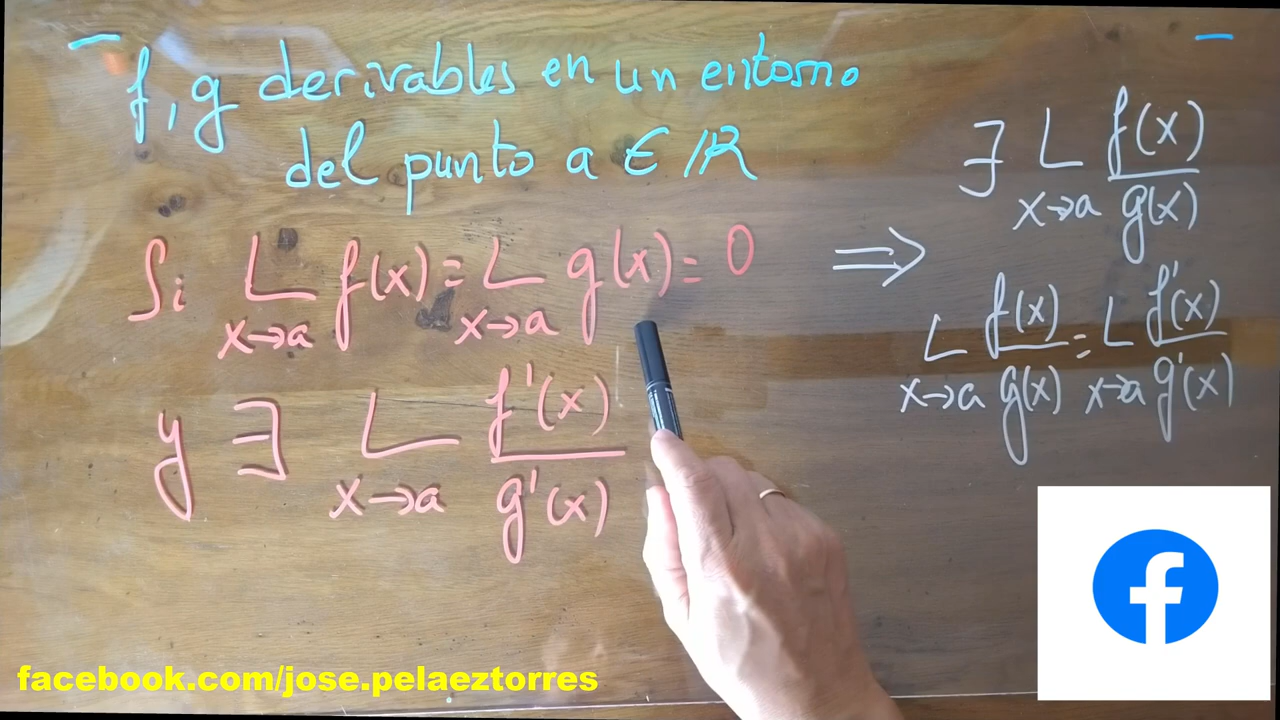 f, g derivables en un entorno
del punto a ∈ ℝ
Si L f(x) = L g(x) = 0
x→a x→a
y ∃ L f'(x)/g'(x)
x→a
⇒
∃ L f(x)/g(x)
x→a
L f(x)/g(x) = L f'(x)/g'(x)
x→a x→a
f
facebook.com/jose.pelaeztorres